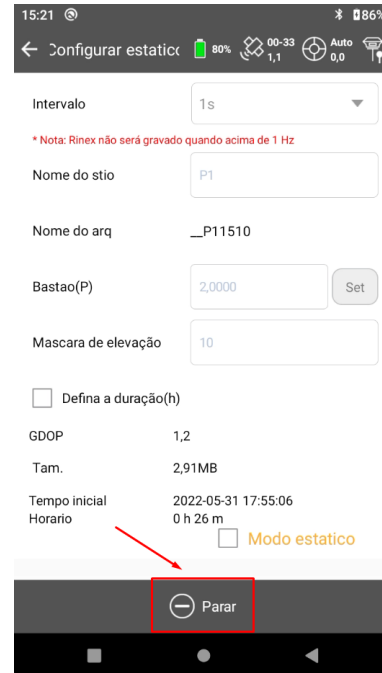 15:21 86%
Configurar estatico 80% 00-33 1,1 Auto 0,0
Intervalo 1s
* Nota: Rinex não será gravado quando acima de 1 Hz
Nome do stio P1
Nome do arq __P11510
Bastao(P) 2,0000 Set
Mascara de elevação 10
Defina a duração(h)
GDOP 1,2
Tam. 2,91MB
Tempo inicial 2022-05-31 17:55:06
Horario 0 h 26 m
Modo estatico
Parar